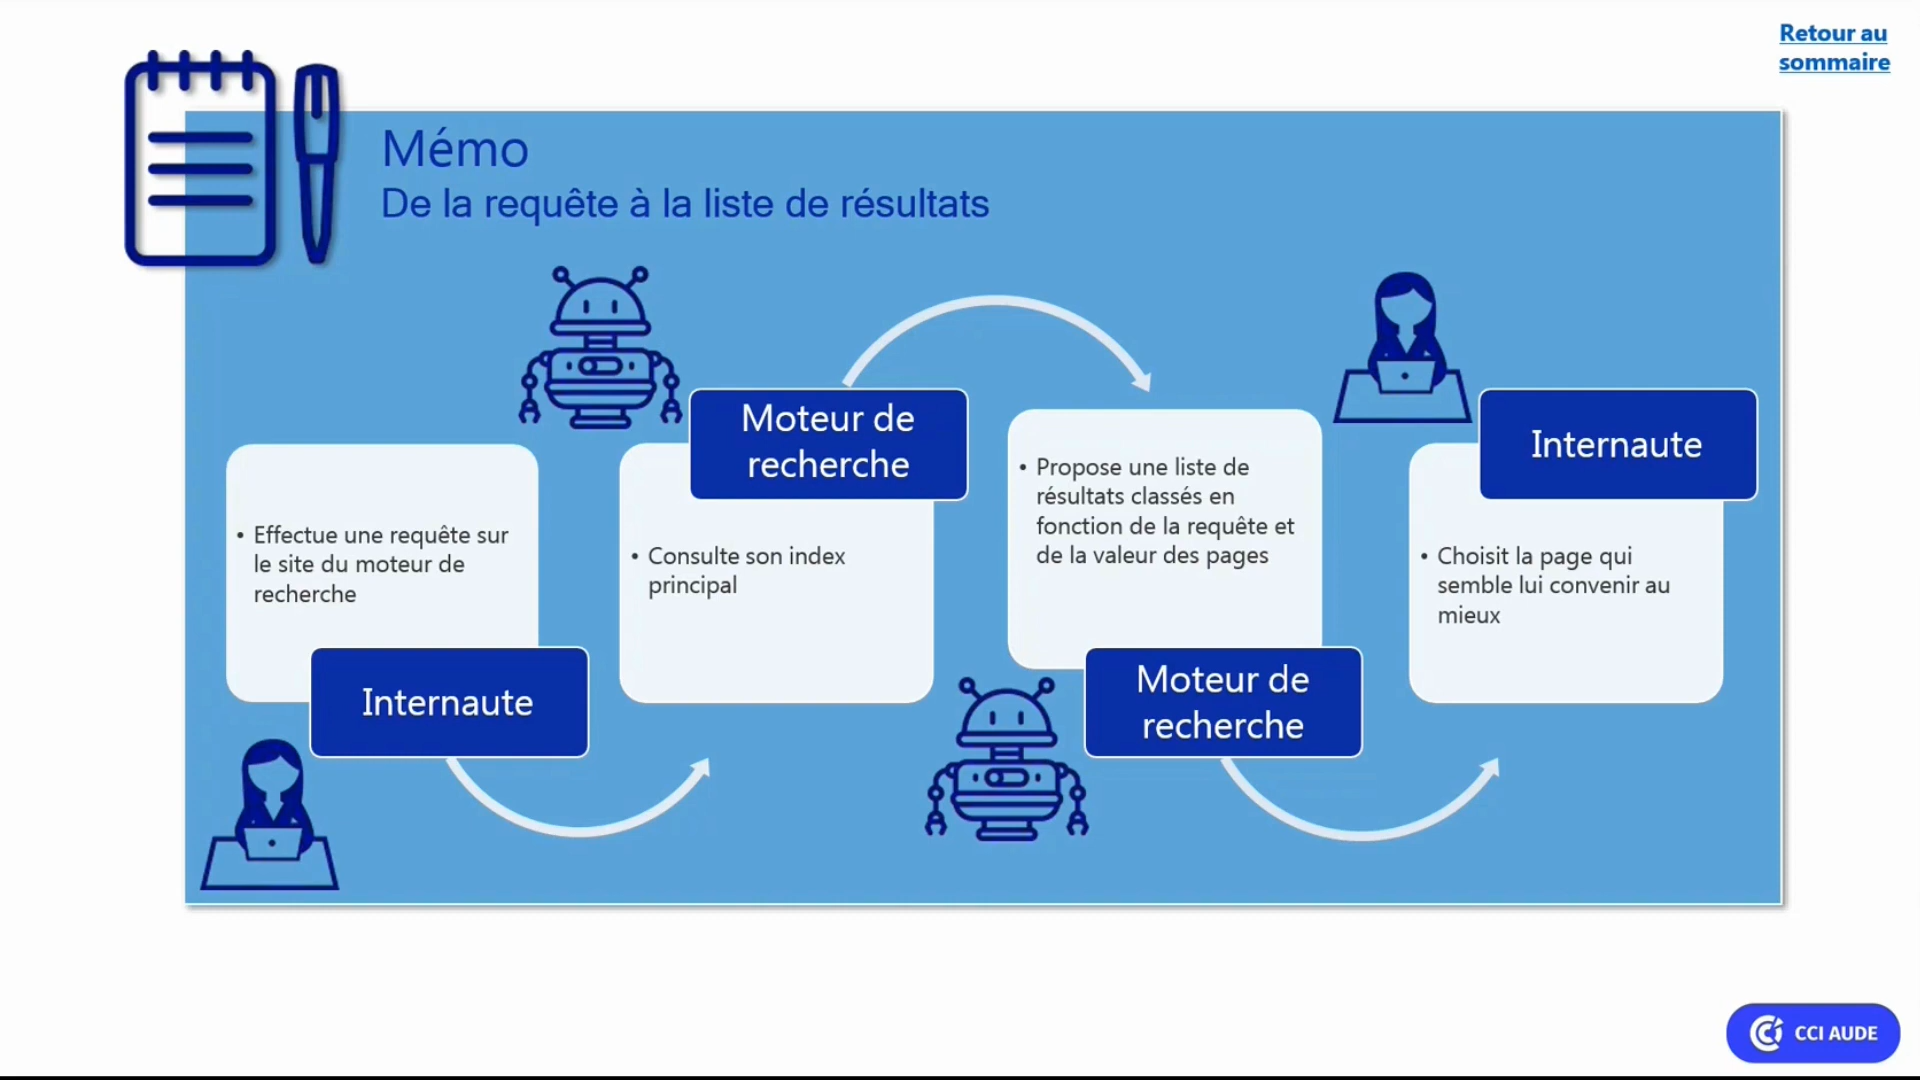 Retour au
sommaire
Mémo
De la requête à la liste de résultats
• Effectue une requête sur
le site du moteur de
recherche
Internaute
Moteur de
recherche
• Consulte son index
principal
• Propose une liste de
résultats classés en
fonction de la requête et
de la valeur des pages
Moteur de
recherche
Internaute
• Choisit la page qui
semble lui convenir au
mieux
CCI AUDE